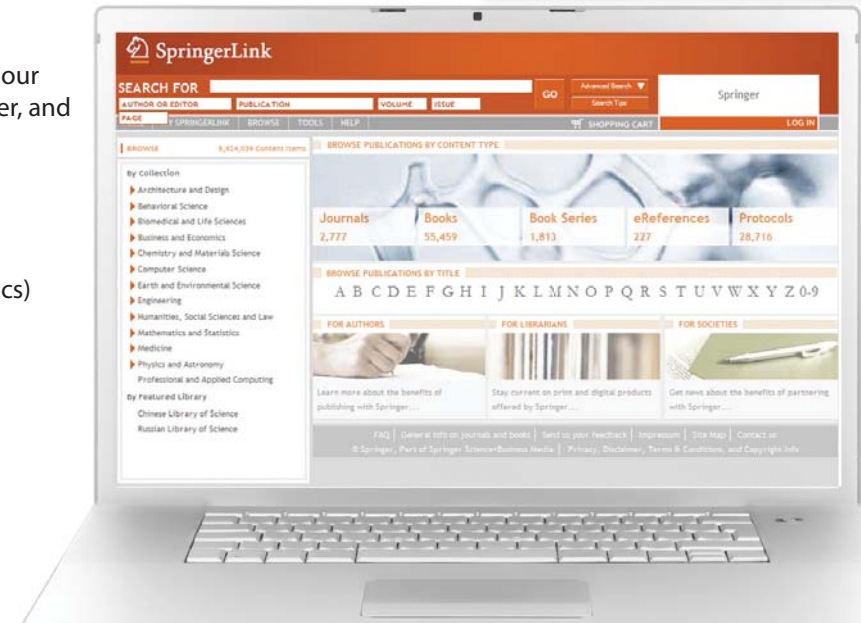 our
er, and
cs)
SpringerLink
SEARCH FOR
GO
Advanced Search
Search Tips
Springer
AUTHOR OR EDITOR PUBLICATION VOLUME ISSUE
PAGE
Y SPRINGERLINK BROWSE TOOLS HELP SHOPPING CART LOG IN
BROWSE Content Items
By Collection
Architecture and Design
Behavioral Science
Biomedical and Life Sciences
Business and Economics
Chemistry and Materials Science
Computer Science
Earth and Environmental Science
Engineering
Humanities, Social Sciences and Law
Mathematics and Statistics
Medicine
Physics and Astronomy
Professional and Applied Computing
By Featured Library
Chinese Library of Science
Russian Library of Science
BROWSE PUBLICATIONS BY CONTENT TYPE
Journals Books Book Series eReferences Protocols
2,777 55,459 1,813 227 28,716
BROWSE PUBLICATIONS BY TITLE
A B C D E F G H I J K L M N O P Q R S T U V W X Y Z 0-9
FOR AUTHORS FOR LIBRARIANS FOR SOCIETIES
Learn more about the benefits of
publishing with Springer...
Stay current on print and digital products
offered by Springer...
Get news about the benefits of partnering
with Springer...
FAQ | General info on journals and books | Send us your feedback | Impressum | Site Map | Contact us
© Springer, Part of Springer Science+Business Media | Privacy, Disclaimer, Terms & Conditions, and Copyright Info